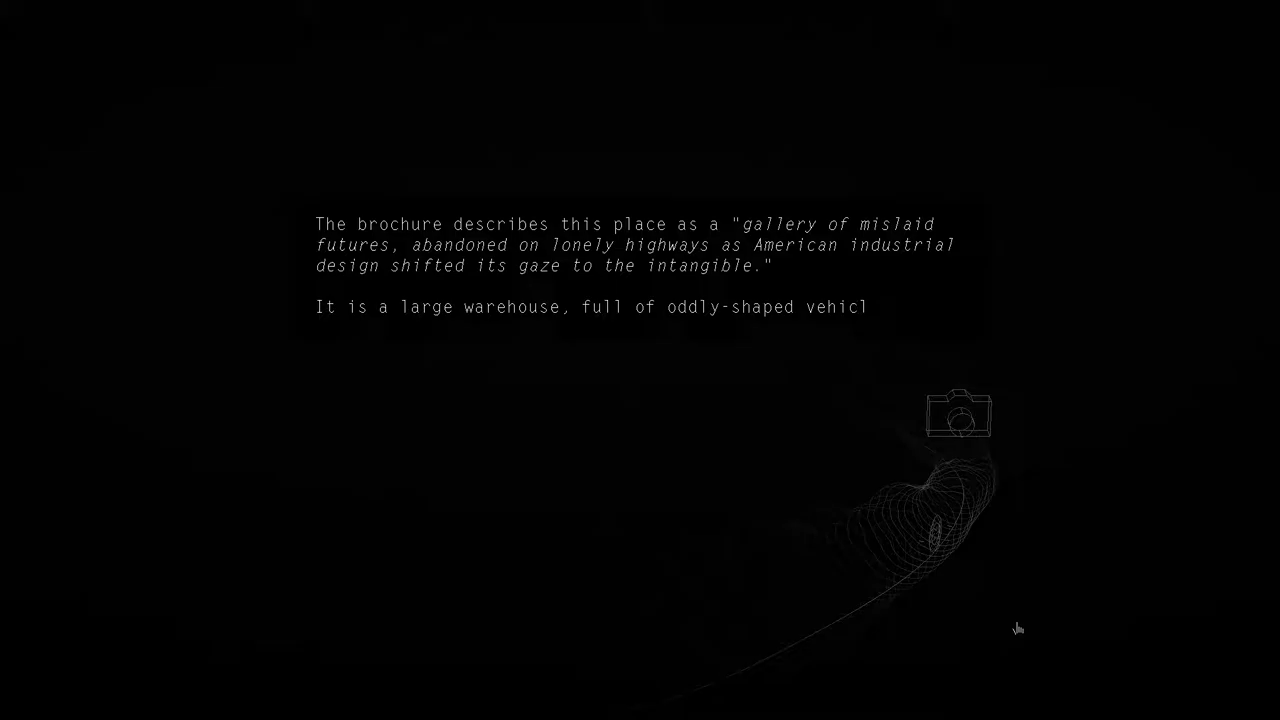 The brochure describes this place as a "gallery of mislaid
futures, abandoned on lonely highways as American industrial
design shifted its gaze to the intangible."
It is a large warehouse, full of oddly-shaped vehicl